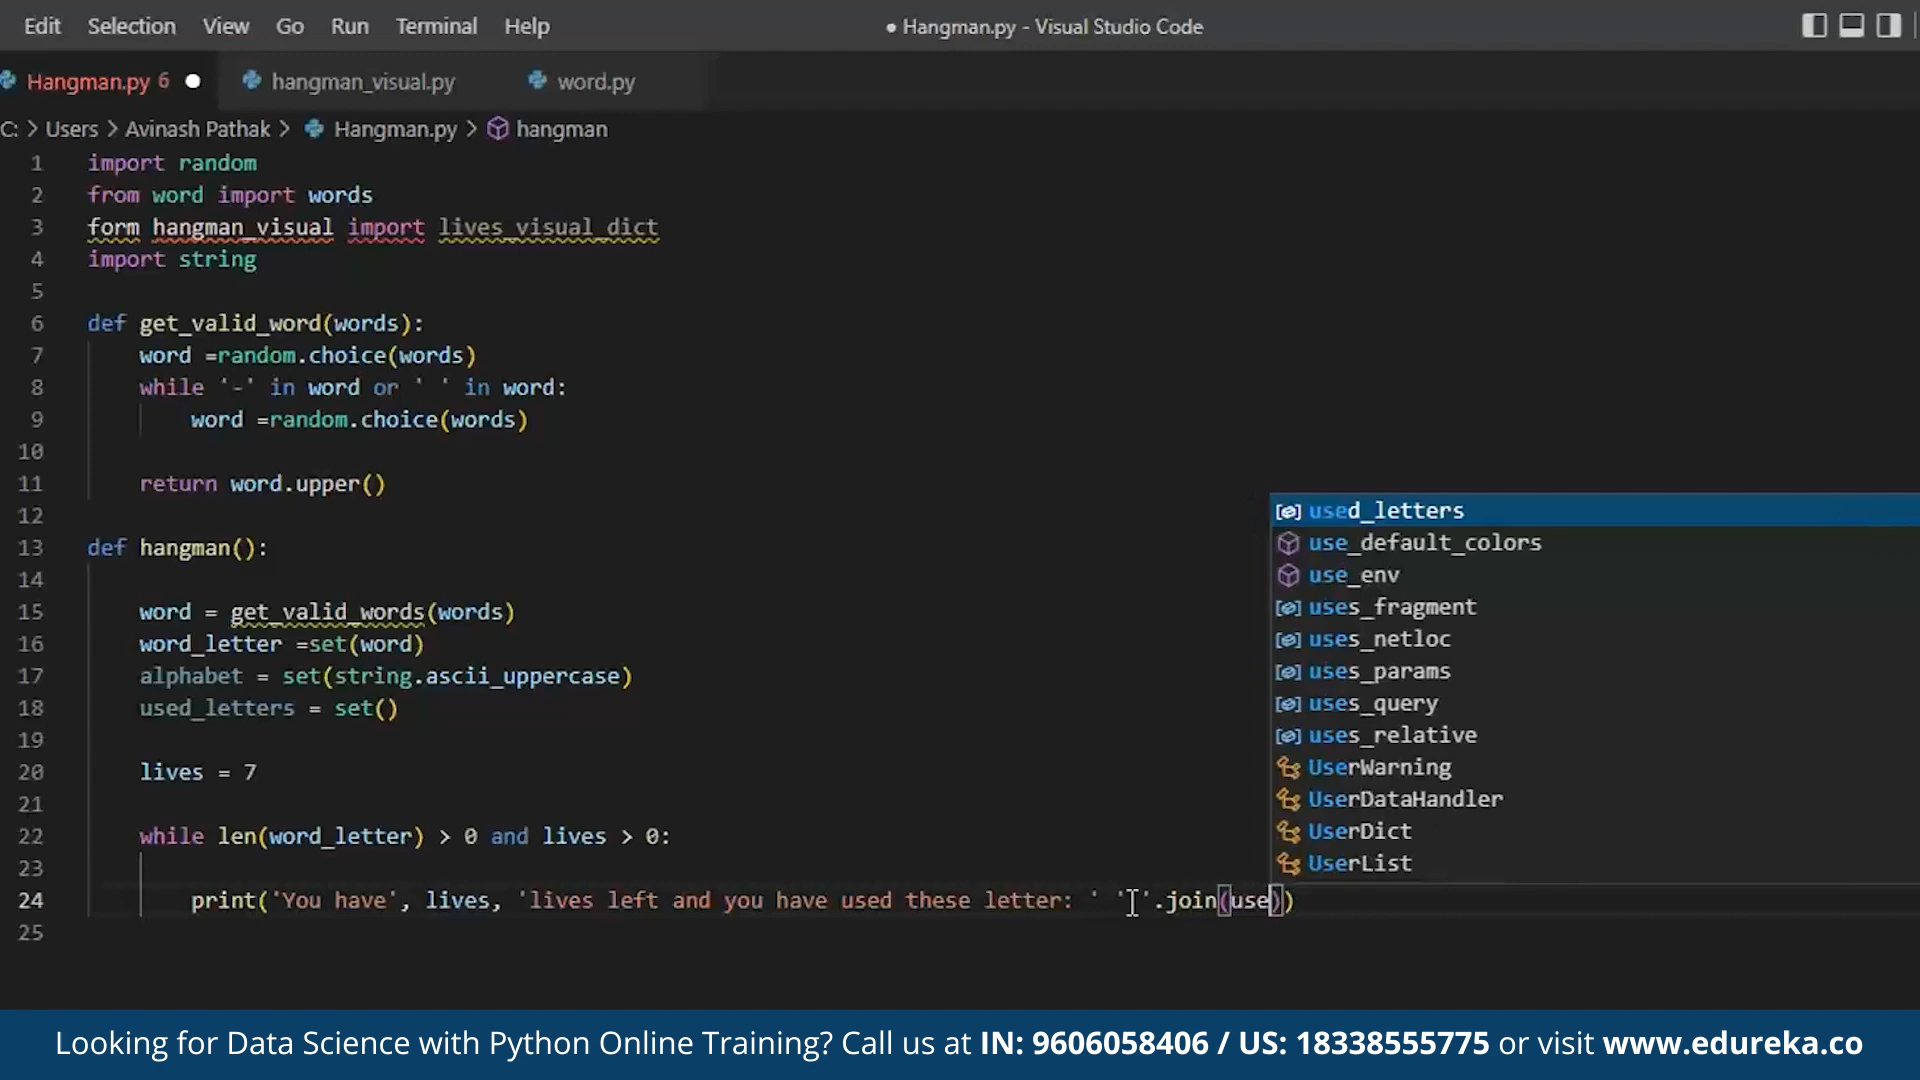 Edit Selection View Go Run Terminal Help ● Hangman.py - Visual Studio Code
Hangman.py 6 ● hangman_visual.py word.py
C: > Users > Avinash Pathak > Hangman.py > hangman
1 import random
2 from word import words
3 form hangman_visual import lives_visual_dict
4 import string
5
6 def get_valid_word(words):
7 word =random.choice(words)
8 while '-' in word or ' ' in word:
9 word =random.choice(words)
10
11 return word.upper()
12
13 def hangman():
14
15 word = get_valid_words(words)
16 word_letter =set(word)
17 alphabet = set(string.ascii_uppercase)
18 used_letters = set()
19
20 lives = 7
21
22 while len(word_letter) > 0 and lives > 0:
23
24 print('You have', lives, 'lives left and you have used these letter: ' ' '.join(use))
25
used_letters
use_default_colors
use_env
uses_fragment
uses_netloc
uses_params
uses_query
uses_relative
UserWarning
UserDataHandler
UserDict
UserList
Looking for Data Science with Python Online Training? Call us at IN: 9606058406 / US: 18338555775 or visit www.edureka.co